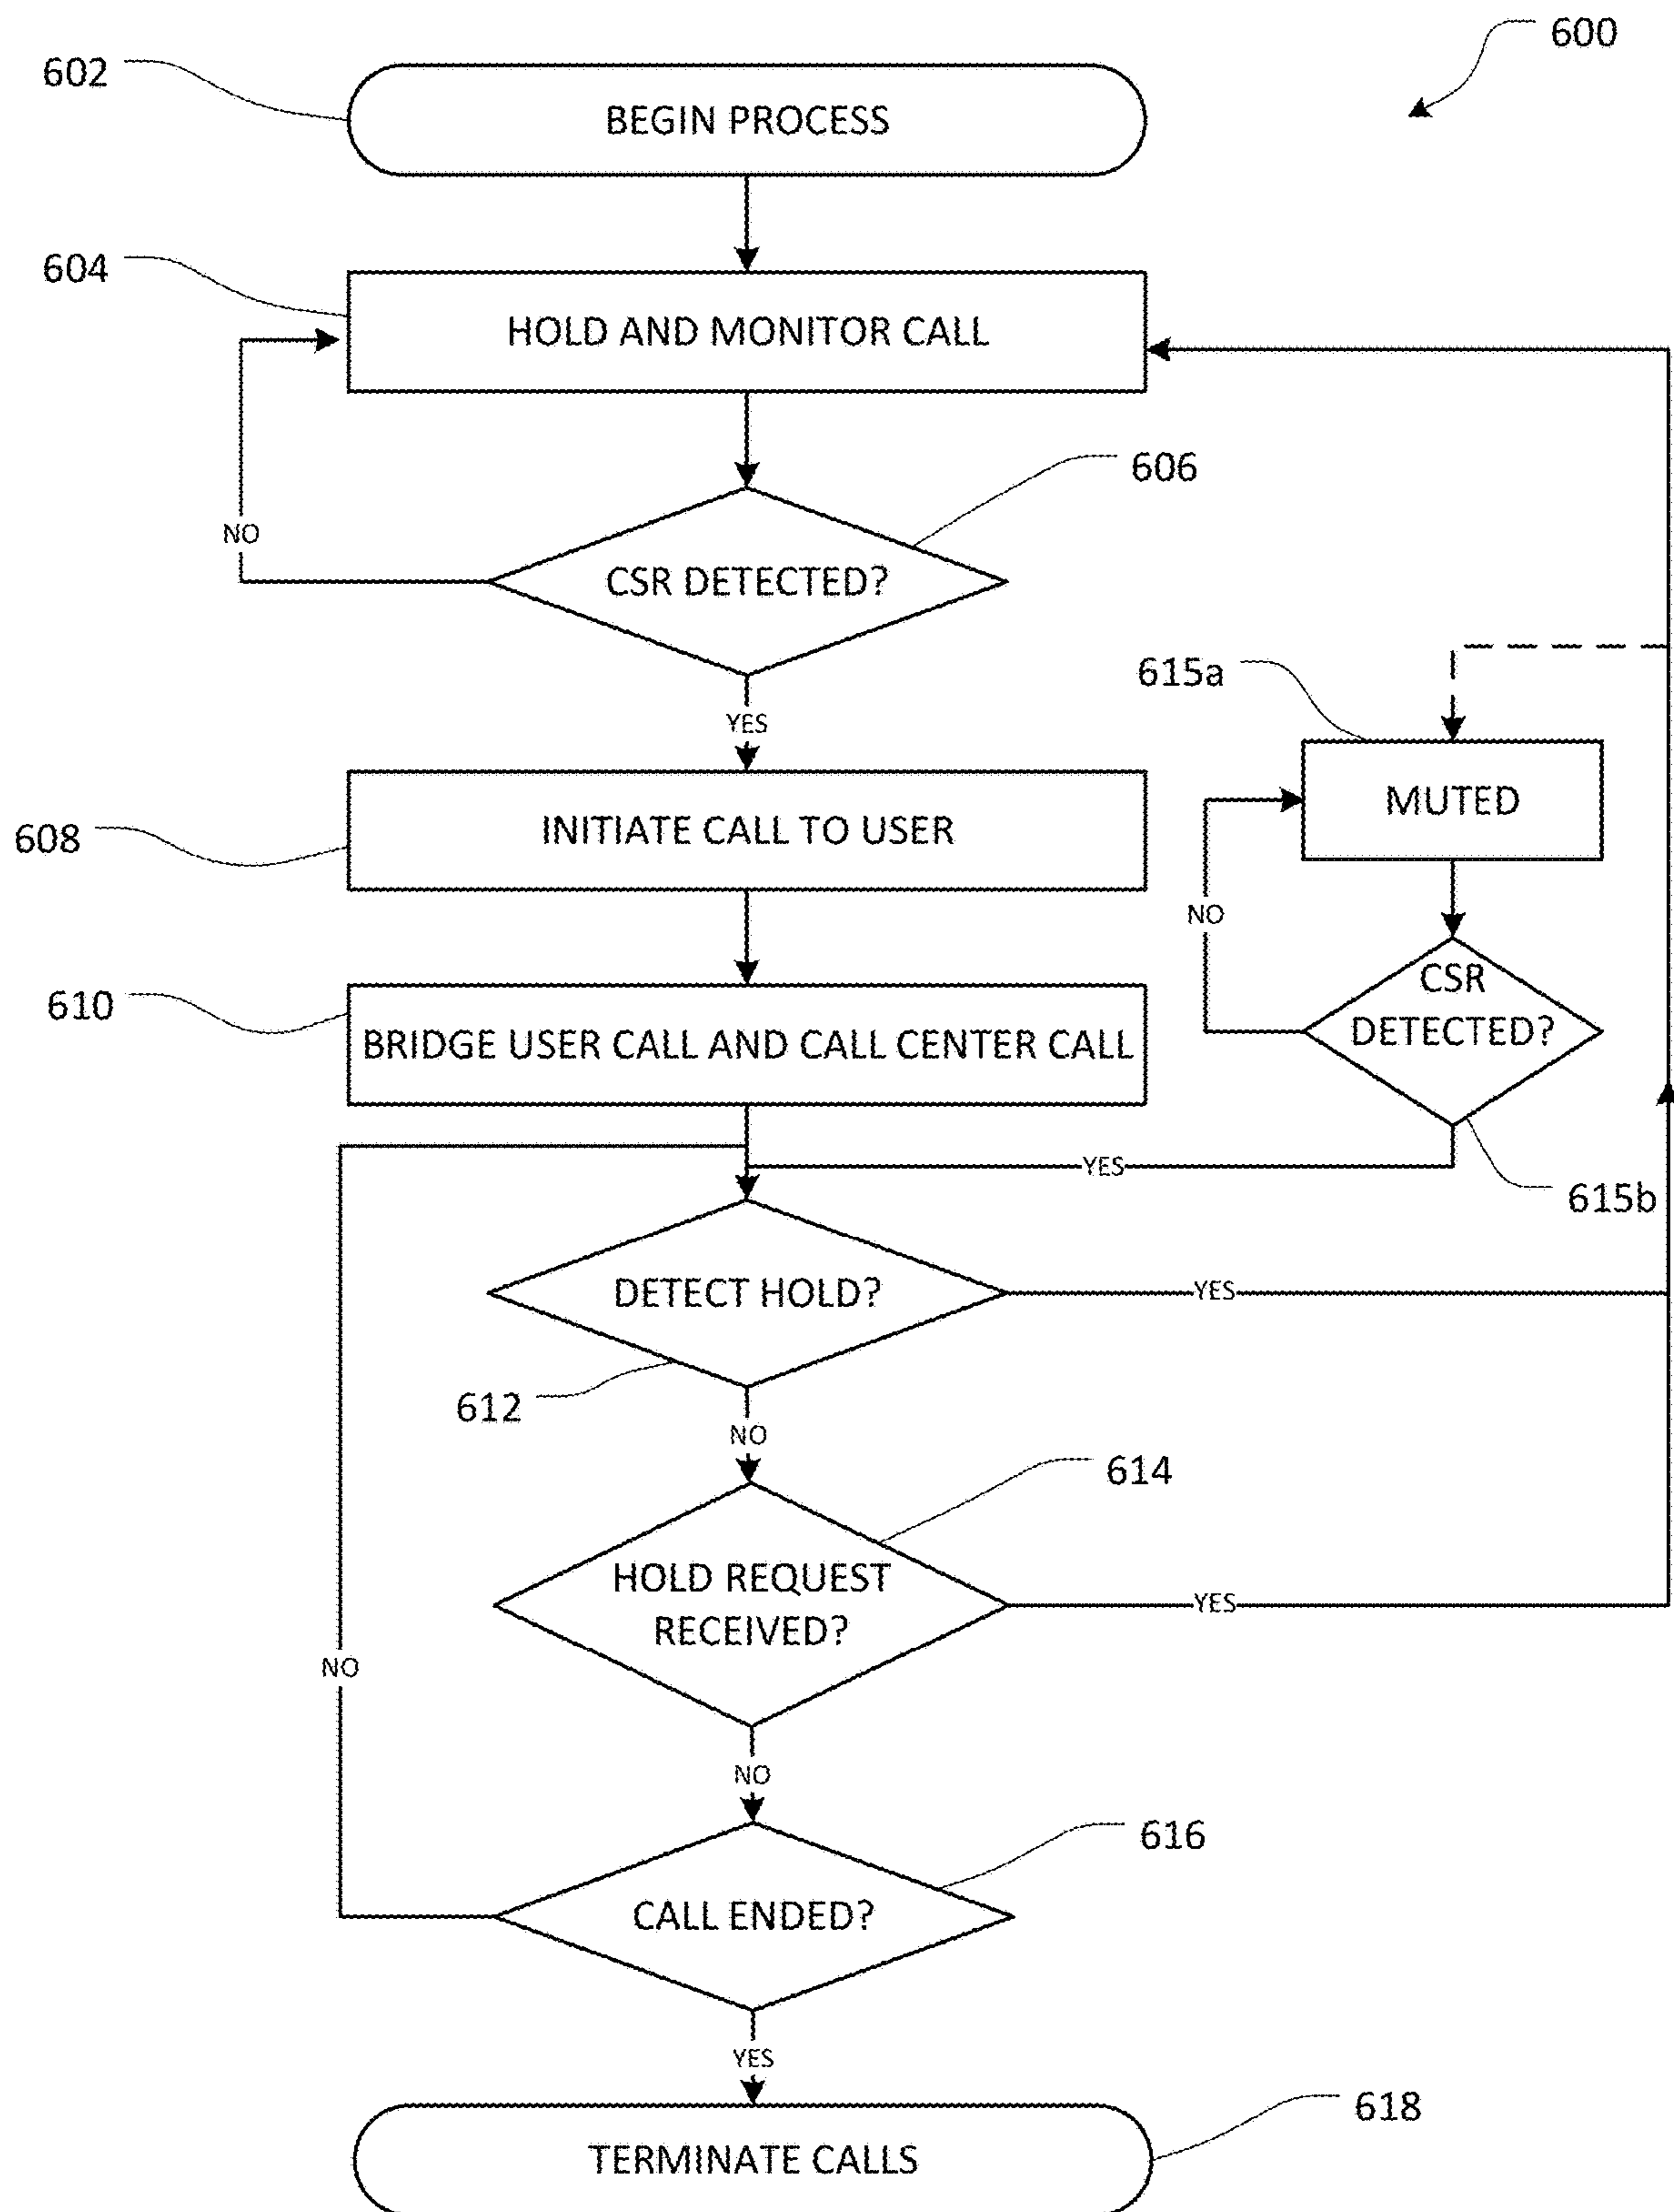 600
602
BEGIN PROCESS
604
HOLD AND MONITOR CALL
606
NO
CSR DETECTED?
615a
YES
608
INITIATE CALL TO USER
MUTED
NO
610
BRIDGE USER CALL AND CALL CENTER CALL
CSR
DETECTED?
YES
615b
DETECT HOLD?
YES
612
NO
614
HOLD REQUEST
RECEIVED?
YES
NO
NO
616
CALL ENDED?
YES
618
TERMINATE CALLS